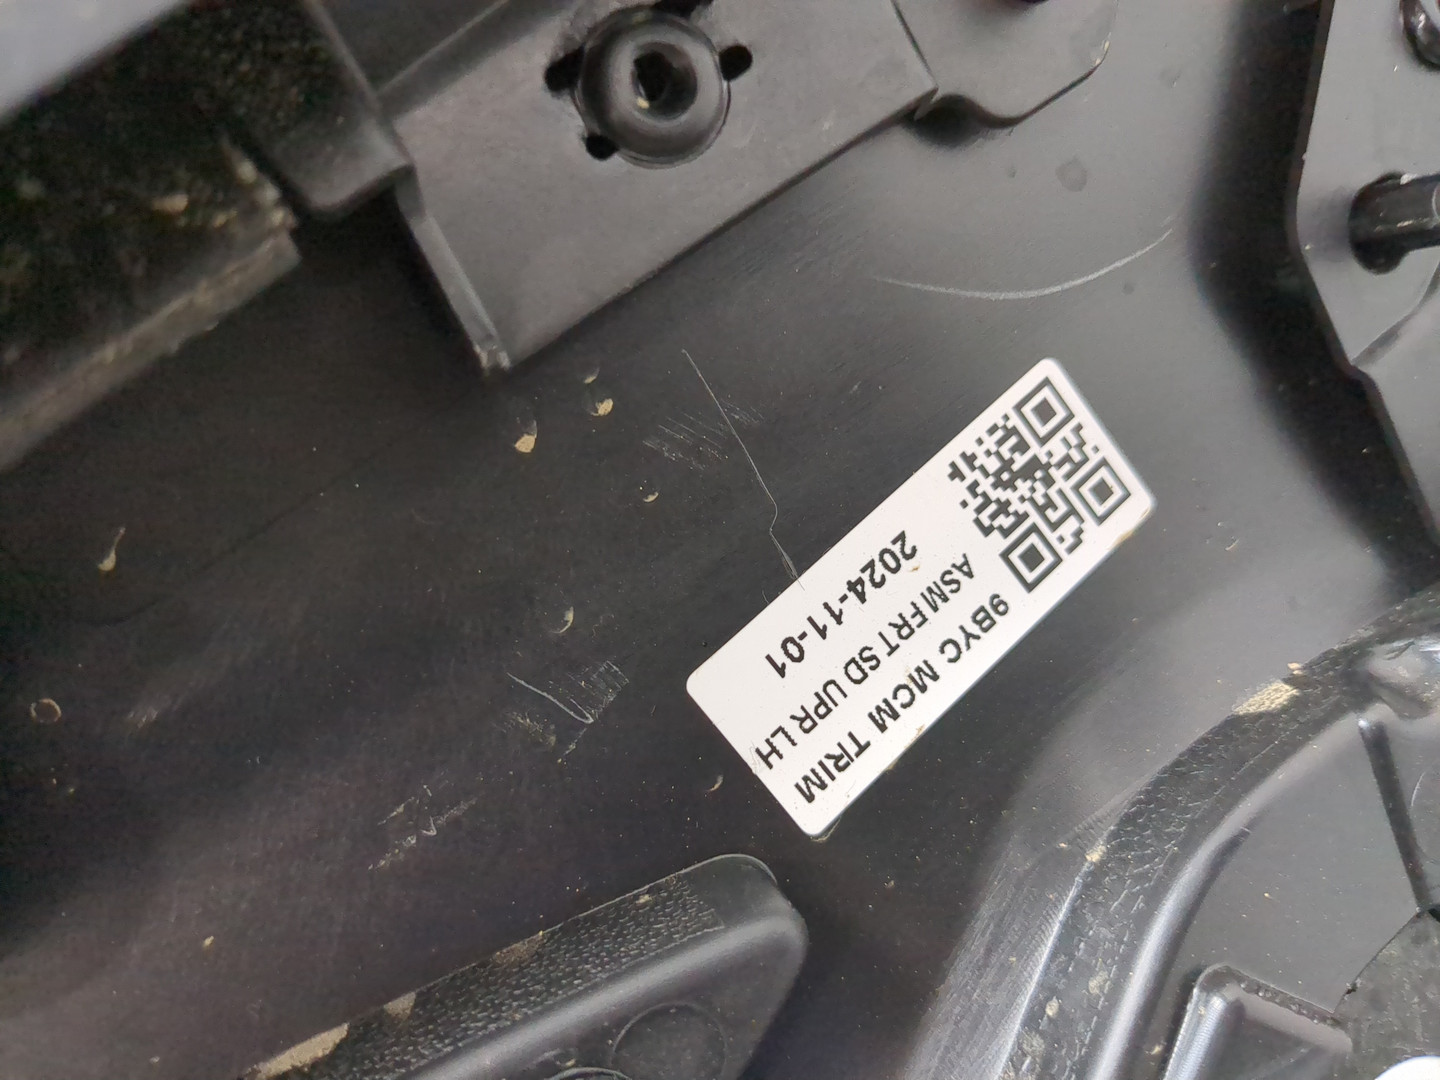 9BYC MCM TRIM
ASM FRT SD UPR LH
2024-11-01